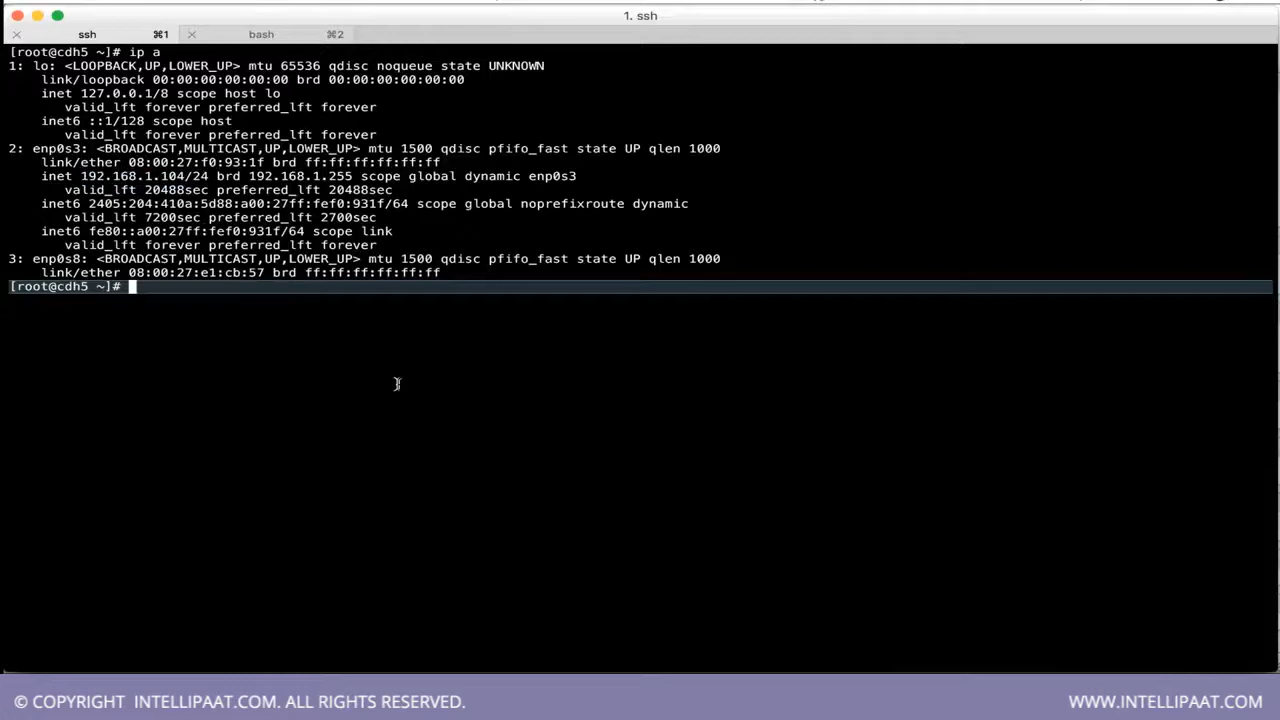 1. ssh
ssh ⌘1 bash ⌘2
[root@cdh5 ~]# ip a
1: lo: <LOOPBACK,UP,LOWER_UP> mtu 65536 qdisc noqueue state UNKNOWN
link/loopback 00:00:00:00:00:00 brd 00:00:00:00:00:00
inet 127.0.0.1/8 scope host lo
valid_lft forever preferred_lft forever
inet6 ::1/128 scope host
valid_lft forever preferred_lft forever
2: enp0s3: <BROADCAST,MULTICAST,UP,LOWER_UP> mtu 1500 qdisc pfifo_fast state UP qlen 1000
link/ether 08:00:27:f0:93:1f brd ff:ff:ff:ff:ff:ff
inet 192.168.1.104/24 brd 192.168.1.255 scope global dynamic enp0s3
valid_lft 20488sec preferred_lft 20488sec
inet6 2405:204:410a:5d88:a00:27ff:fef0:931f/64 scope global noprefixroute dynamic
valid_lft 7200sec preferred_lft 2700sec
inet6 fe80::a00:27ff:fef0:931f/64 scope link
valid_lft forever preferred_lft forever
3: enp0s8: <BROADCAST,MULTICAST,UP,LOWER_UP> mtu 1500 qdisc pfifo_fast state UP qlen 1000
link/ether 08:00:27:e1:cb:57 brd ff:ff:ff:ff:ff:ff
[root@cdh5 ~]#
© COPYRIGHT INTELLIPAAT.COM. ALL RIGHTS RESERVED. WWW.INTELLIPAAT.COM